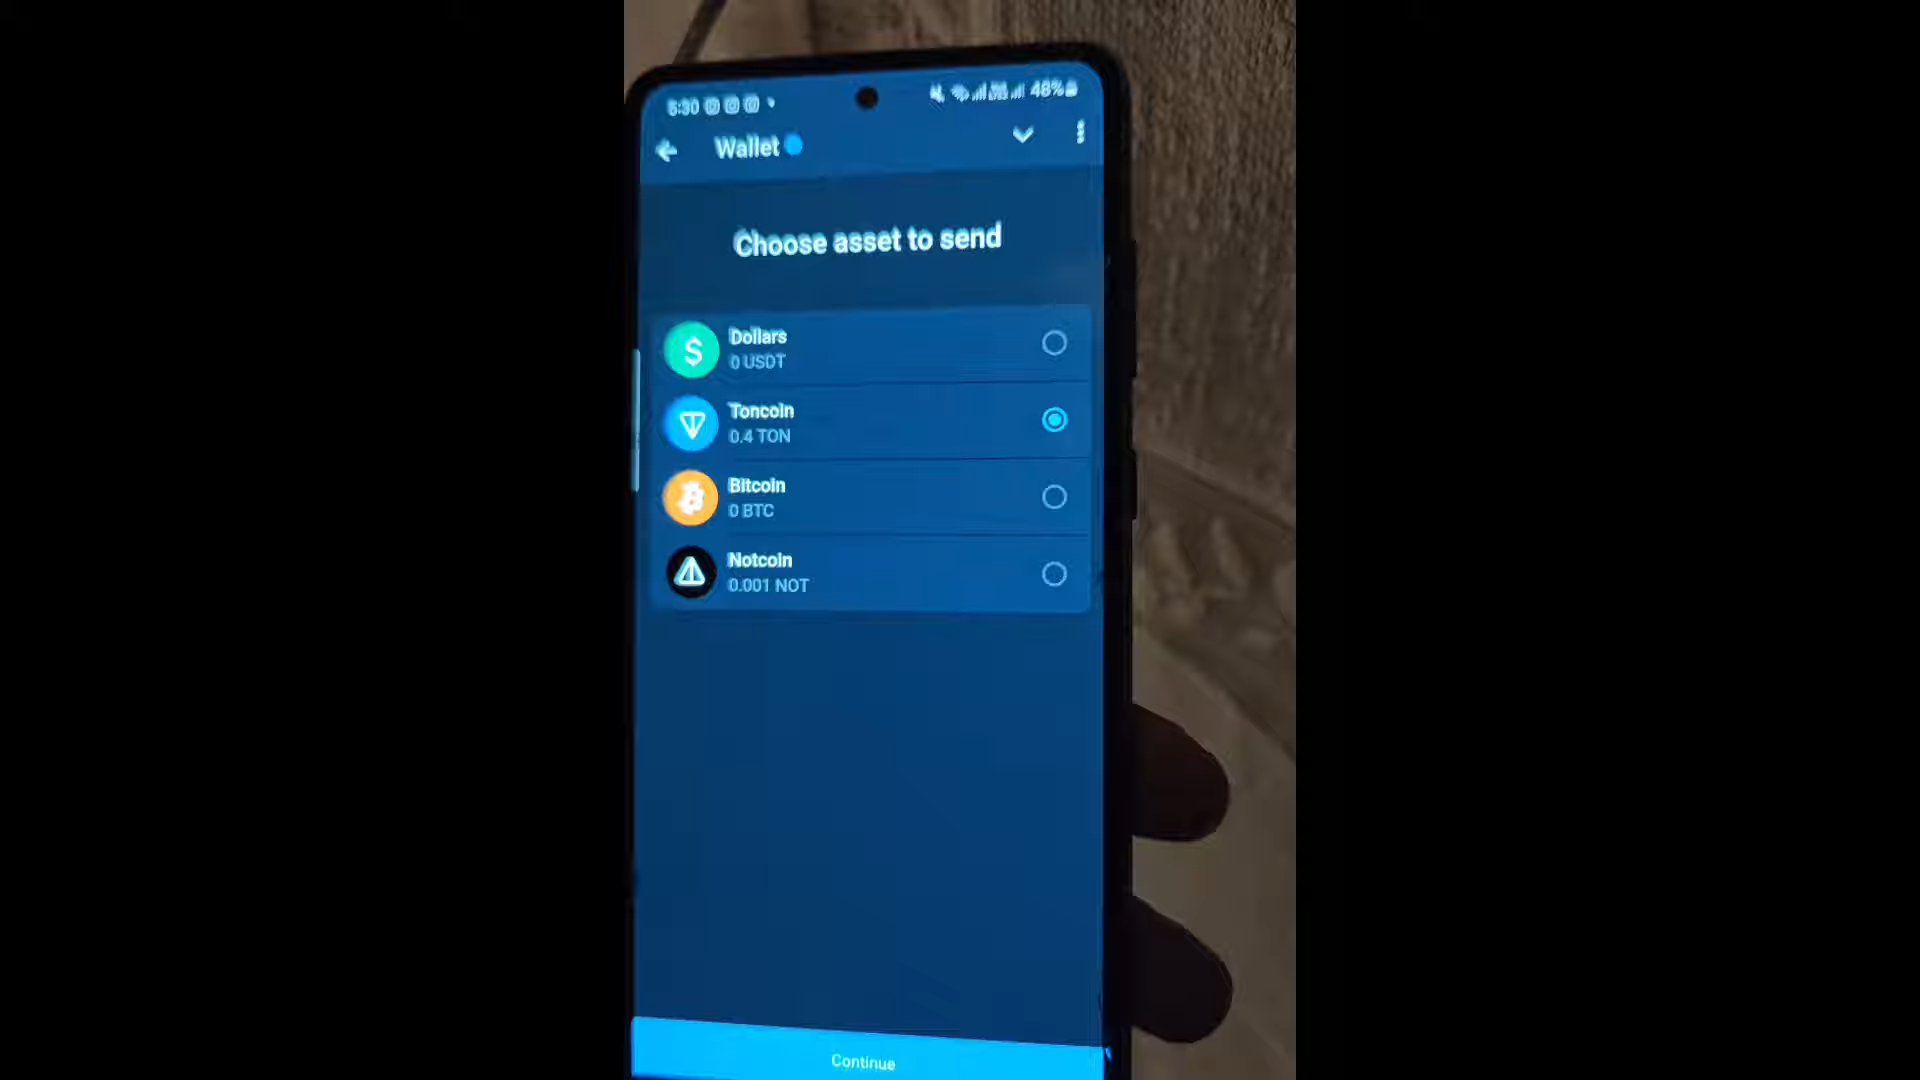 5:30 48%
Wallet
Choose asset to send
Dollars
0 USDT
Toncoin
0.4 TON
Bitcoin
0 BTC
Notcoin
0.001 NOT
Continue